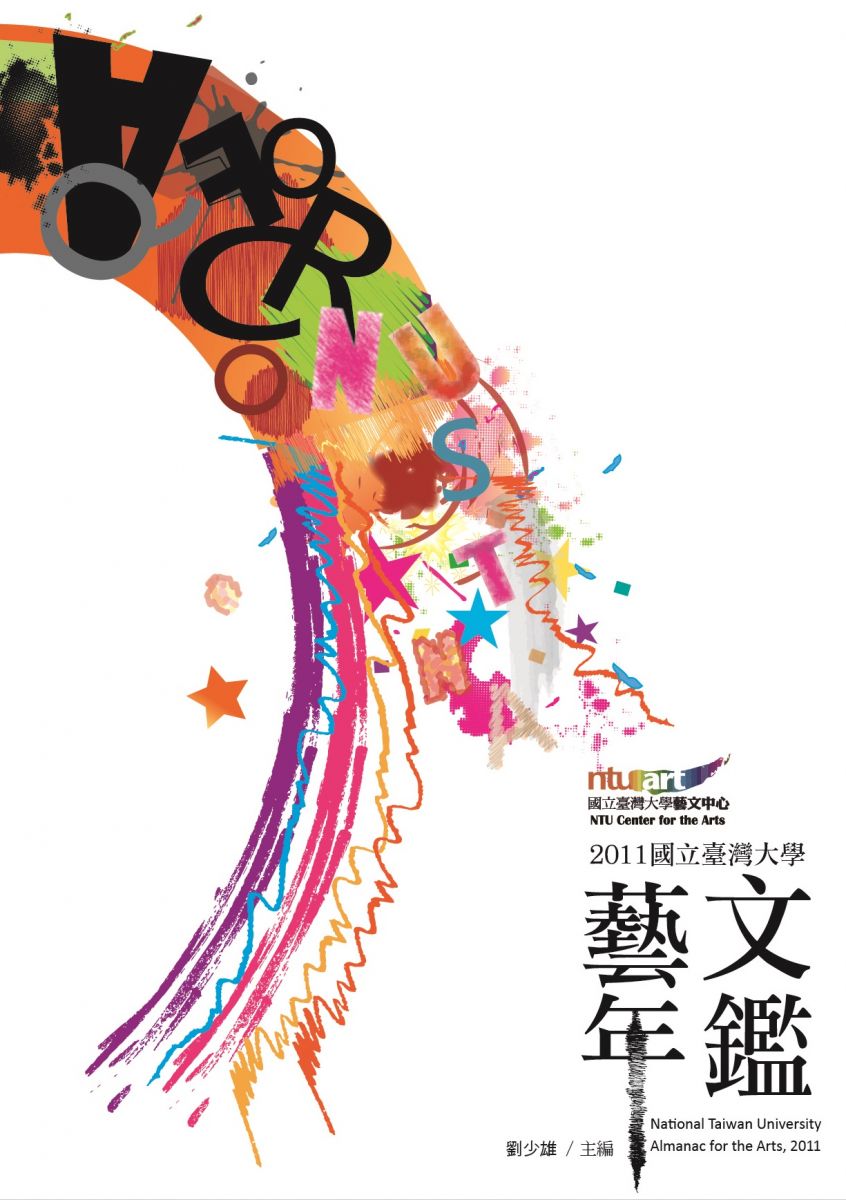 F O
C R
O N U
S
T
N
A
ntu art
國立臺灣大學藝文中心
NTU Center for the Arts
2011國立臺灣大學
藝文
年鑑
National Taiwan University
劉少雄 / 主編 Almanac for the Arts, 2011